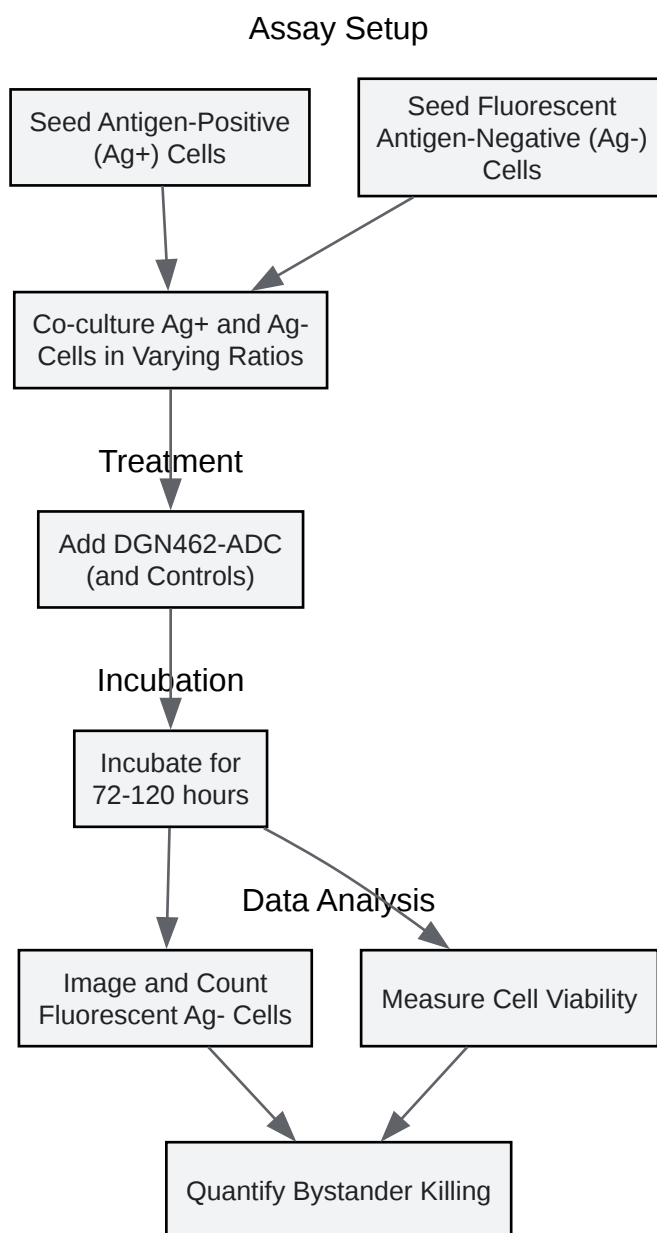 Assay Setup
Seed Antigen-Positive
(Ag+) Cells
Seed Fluorescent
Antigen-Negative (Ag-)
Cells
Co-culture Ag+ and Ag-
Cells in Varying Ratios
Treatment
Add DGN462-ADC
(and Controls)
Incubation
Incubate for
72-120 hours
Data Analysis
Image and Count
Fluorescent Ag- Cells
Measure Cell Viability
Quantify Bystander Killing